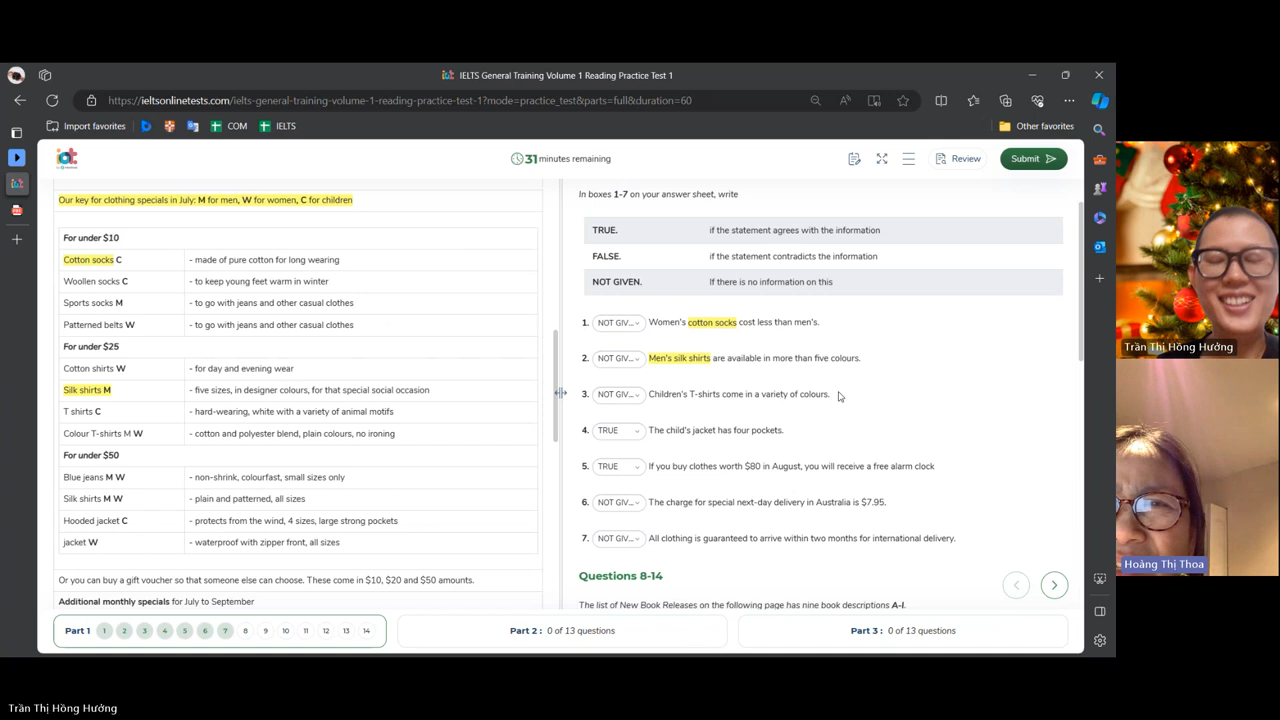 IELTS General Training Volume 1 Reading Practice Test 1
https://ieltsonlinetests.com/ielts-general-training-volume-1-reading-practice-test-1?mode=practice_test&parts=full&duration=60
Import favorites
COM
IELTS
Other favorites
iot
31 minutes remaining
Review
Submit
Our key for clothing specials in July: M for men, W for women, C for children
For under $10
Cotton socks C - made of pure cotton for long wearing
Woollen socks C - to keep young feet warm in winter
Sports socks M - to go with jeans and other casual clothes
Patterned belts W - to go with jeans and other casual clothes
For under $25
Cotton shirts W - for day and evening wear
Silk shirts M - five sizes, in designer colours, for that special social occasion
T shirts C - hard-wearing, white with a variety of animal motifs
Colour T-shirts M W - cotton and polyester blend, plain colours, no ironing
For under $50
Blue jeans M W - non-shrink, colourfast, small sizes only
Silk shirts M W - plain and patterned, all sizes
Hooded jacket C - protects from the wind, 4 sizes, large strong pockets
jacket W - waterproof with zipper front, all sizes
Or you can buy a gift voucher so that someone else can choose. These come in $10, $20 and $50 amounts.
Additional monthly specials for July to September
In boxes 1-7 on your answer sheet, write
TRUE. if the statement agrees with the information
FALSE. if the statement contradicts the information
NOT GIVEN. If there is no information on this
1. NOT GIV... Women's cotton socks cost less than men's.
2. NOT GIV... Men's silk shirts are available in more than five colours.
3. NOT GIV... Children's T-shirts come in a variety of colours.
4. TRUE The child's jacket has four pockets.
5. TRUE If you buy clothes worth $80 in August, you will receive a free alarm clock
6. NOT GIV... The charge for special next-day delivery in Australia is $7.95.
7. NOT GIV... All clothing is guaranteed to arrive within two months for international delivery.
Questions 8-14
The list of New Book Releases on the following page has nine book descriptions A-I.
Part 1 1 2 3 4 5 6 7 8 9 10 11 12 13 14
Part 2 : 0 of 13 questions
Part 3 : 0 of 13 questions
Trần Thị Hồng Hưởng
Hoàng Thị Thoa
Trần Thị Hồng Hưởng